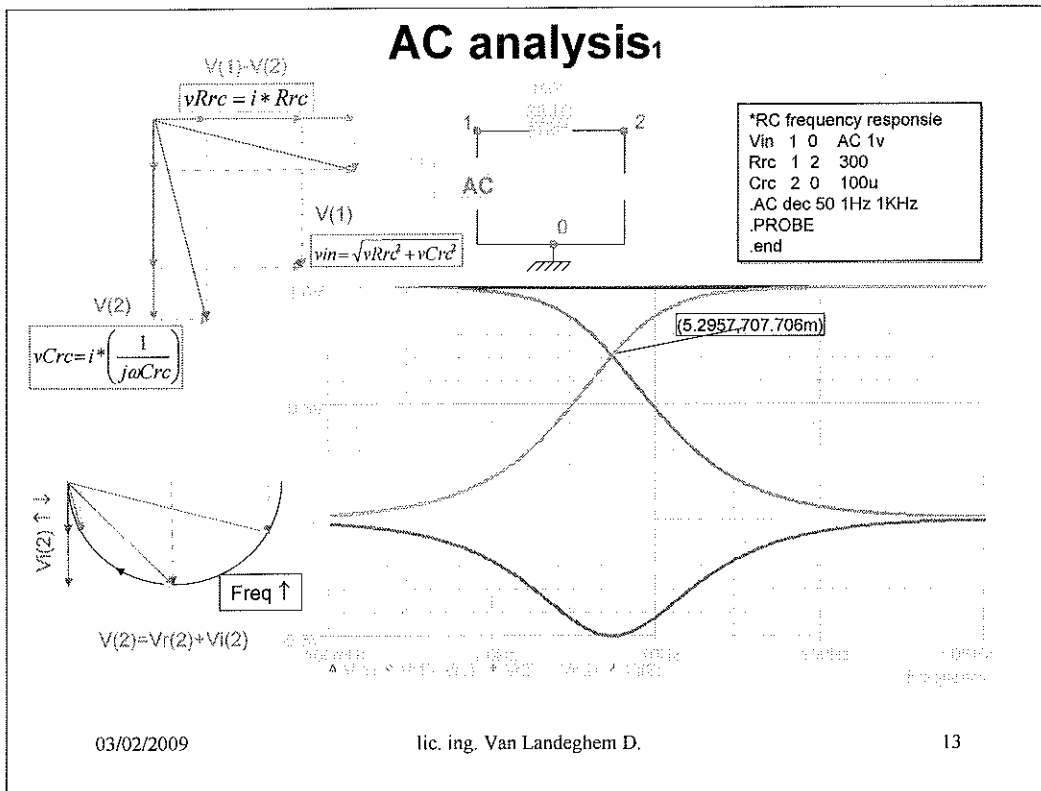 AC analysis1
V(1)-V(2)
vRrc = i * Rrc
1
2
AC
0
V(1)
vin = √vRrc² + vCrc²
V(2)
vCrc = i * (1 / jωCrc)
*RC frequency responsie
Vin 1 0 AC 1v
Rrc 1 2 300
Crc 2 0 100u
.AC dec 50 1Hz 1KHz
.PROBE
.end
(5.2957,707.706m)
Vi(2) ↑ ↓
Freq ↑
V(2)=Vr(2)+Vi(2)
03/02/2009
lic. ing. Van Landeghem D.
13